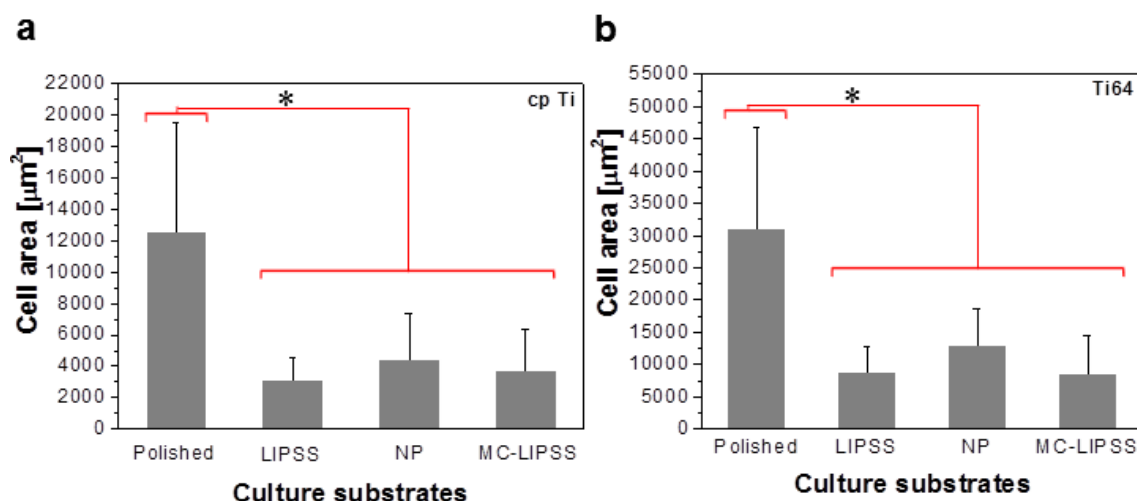 a
cp Ti
*
Cell area [μm²]
22000
20000
18000
16000
14000
12000
10000
8000
6000
4000
2000
0
Polished LIPSS NP MC-LIPSS
Culture substrates
b
Ti64
*
Cell area [μm²]
55000
50000
45000
40000
35000
30000
25000
20000
15000
10000
5000
0
Polished LIPSS NP MC-LIPSS
Culture substrates